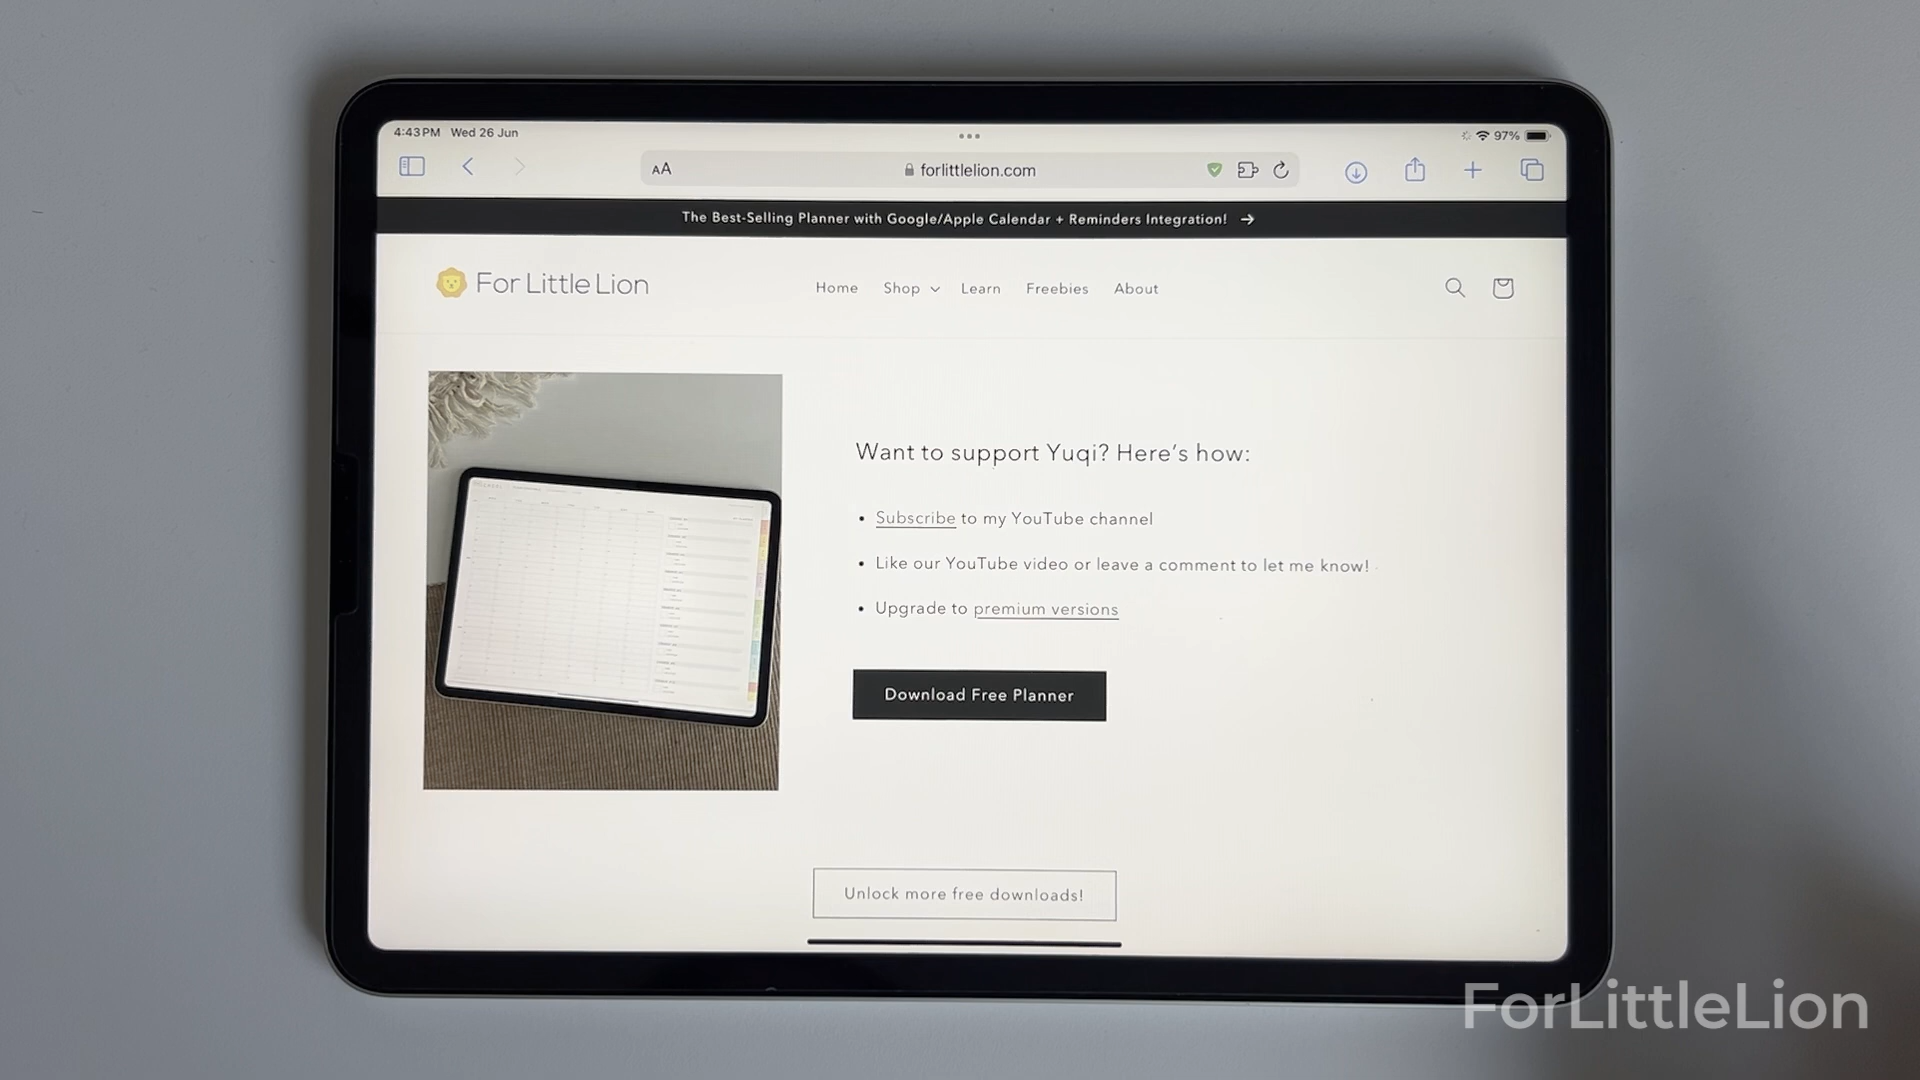 4:43 PM Wed 26 Jun
97%
AA
forlittlelion.com
The Best-Selling Planner with Google/Apple Calendar + Reminders Integration! →
For Little Lion
Home Shop Learn Freebies About
Want to support Yuqi? Here's how:
• Subscribe to my YouTube channel
• Like our YouTube video or leave a comment to let me know!
• Upgrade to premium versions
Download Free Planner
Unlock more free downloads!
ForLittleLion